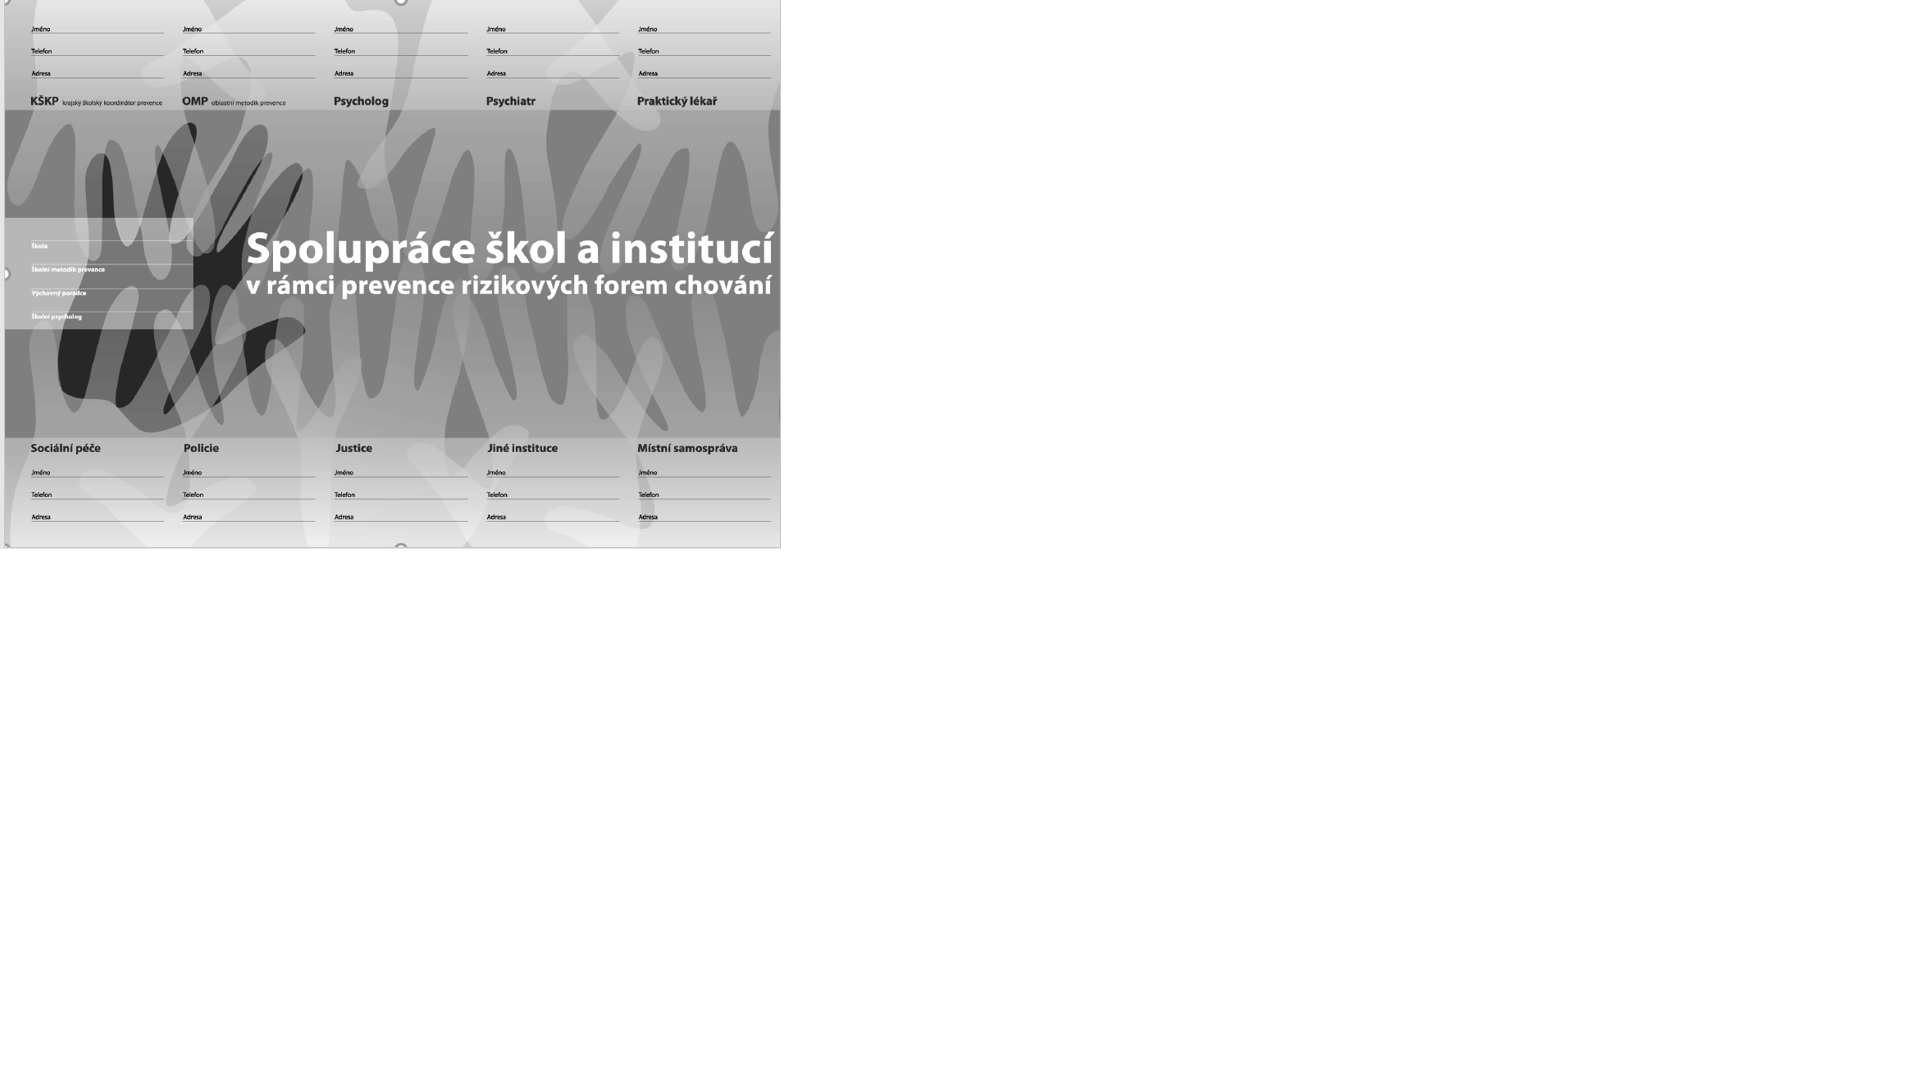 Jméno Jméno Jméno Jméno Jméno
Telefon Telefon Telefon Telefon Telefon
Adresa Adresa Adresa Adresa Adresa
KŠKP krajský školský koordinátor prevence OMP oblastní metodik prevence Psycholog Psychiatr Praktický lékař
Škola
Školní metodik prevence
Výchovný poradce
Školní psycholog
Spolupráce škol a institucí
v rámci prevence rizikových forem chování
Sociální péče Policie Justice Jiné instituce Místní samospráva
Jméno Jméno Jméno Jméno Jméno
Telefon Telefon Telefon Telefon Telefon
Adresa Adresa Adresa Adresa Adresa